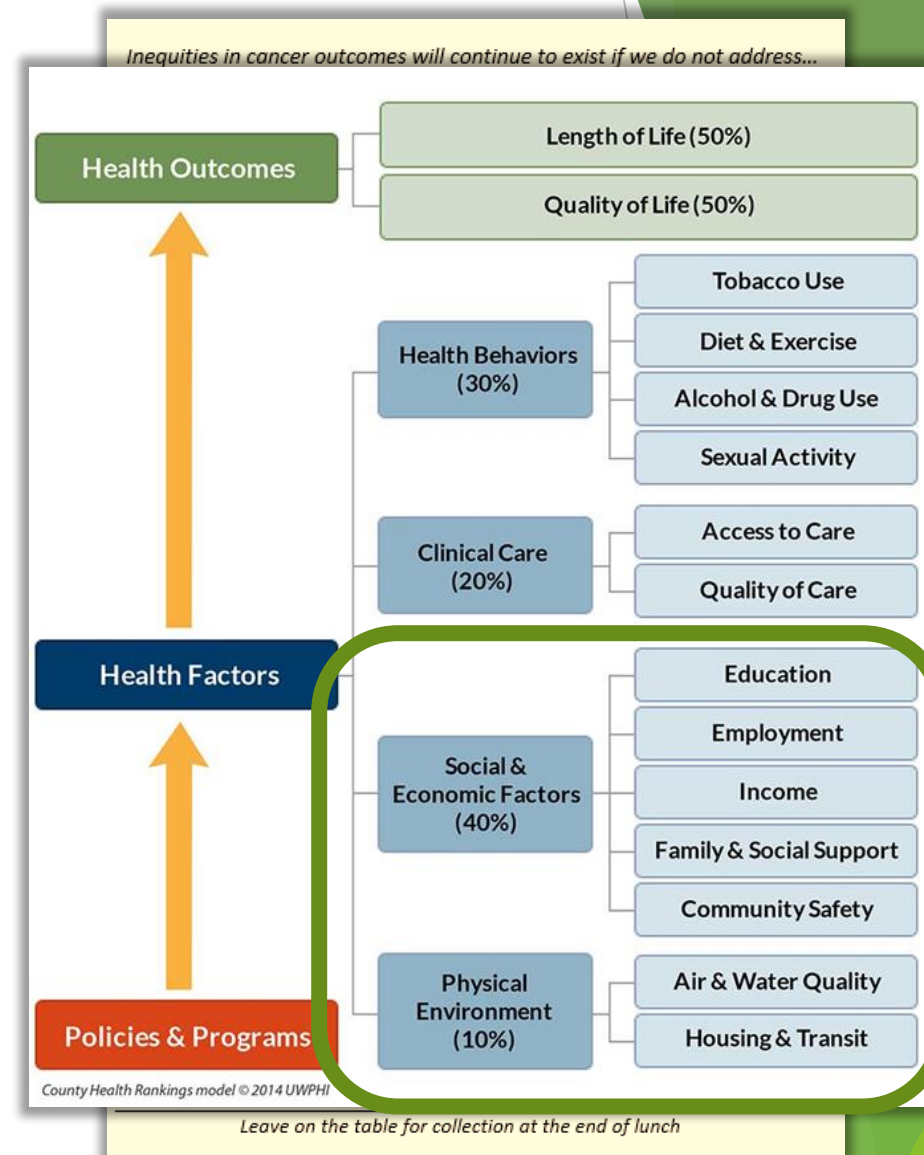 Inequities in cancer outcomes will continue to exist if we do not address...
Health Outcomes
Length of Life (50%)
Quality of Life (50%)
Health Behaviors
(30%)
Tobacco Use
Diet & Exercise
Alcohol & Drug Use
Sexual Activity
Clinical Care
(20%)
Access to Care
Quality of Care
Health Factors
Social &
Economic Factors
(40%)
Education
Employment
Income
Family & Social Support
Community Safety
Physical
Environment
(10%)
Air & Water Quality
Housing & Transit
Policies & Programs
County Health Rankings model © 2014 UWPHI
Leave on the table for collection at the end of lunch